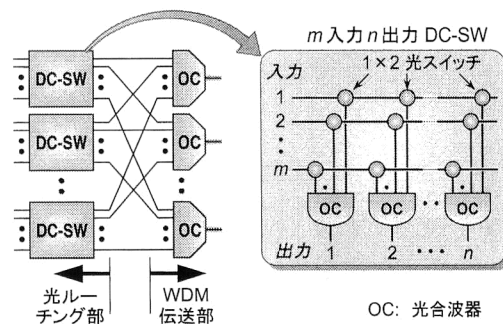 m入力n出力 DC-SW
入力
1×2 光スイッチ
1
2
m
OC
OC
OC
出力
1
2
n
DC-SW
OC
DC-SW
OC
DC-SW
OC
光ルー
チング部
WDM
伝送部
OC: 光合波器